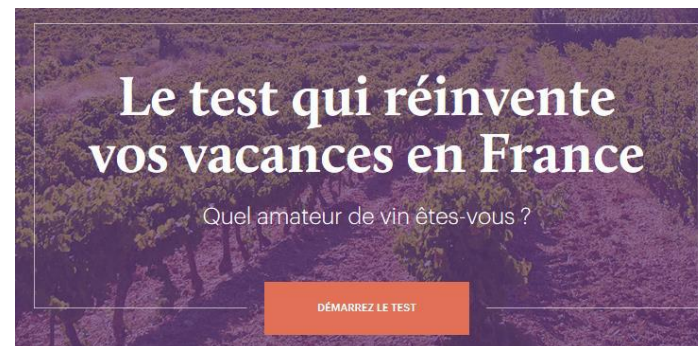 Le test qui réinvente
vos vacances en France
Quel amateur de vin êtes-vous ?
DÉMARREZ LE TEST